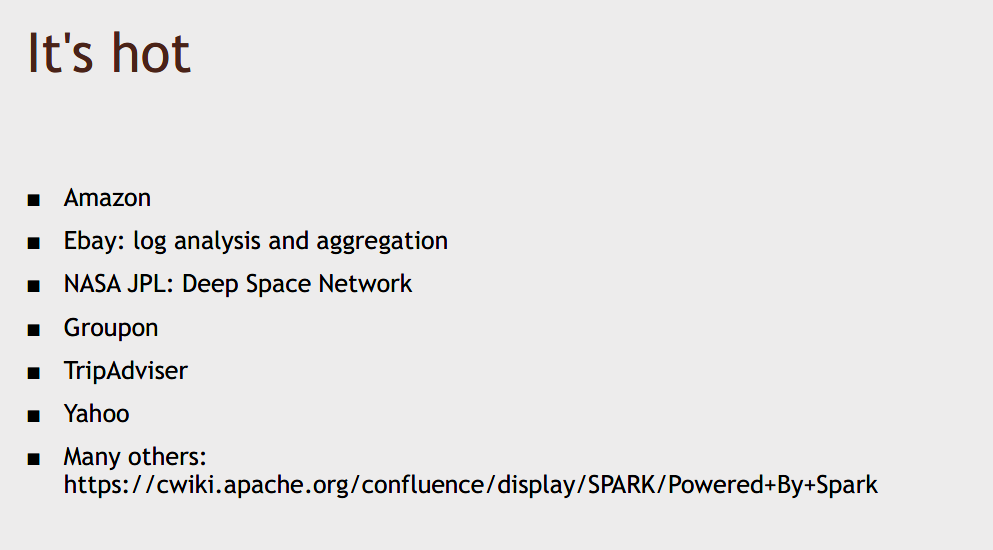 It's hot
■ Amazon
■ Ebay: log analysis and aggregation
■ NASA JPL: Deep Space Network
■ Groupon
■ TripAdviser
■ Yahoo
■ Many others:
https://cwiki.apache.org/confluence/display/SPARK/Powered+By+Spark